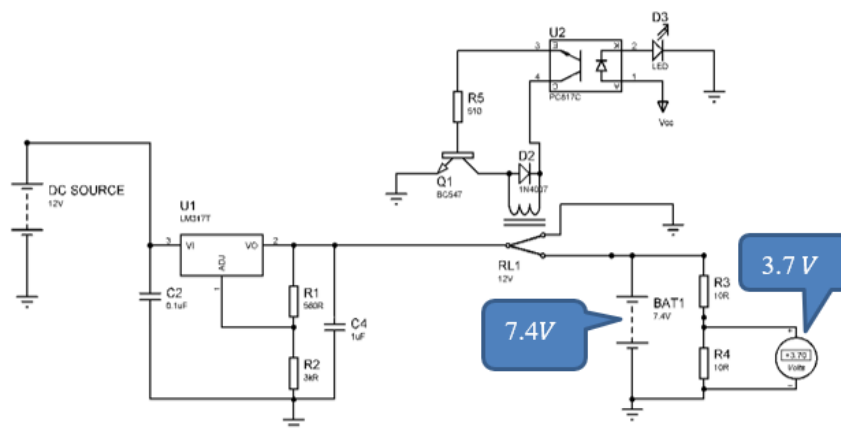 D3
U2
3
E
K
2
4
C
A
1
LED
PC817C
Vcc
R5
510
D2
1N4007
Q1
BC547
DC SOURCE
12V
U1
LM317T
3
VI
VO
2
ADJ
1
RL1
12V
C2
0.1uF
R1
560R
C4
1uF
R2
3kR
7.4V
BAT1
7.4V
R3
10R
R4
10R
3.7 V
+
+3.70
Volts
-